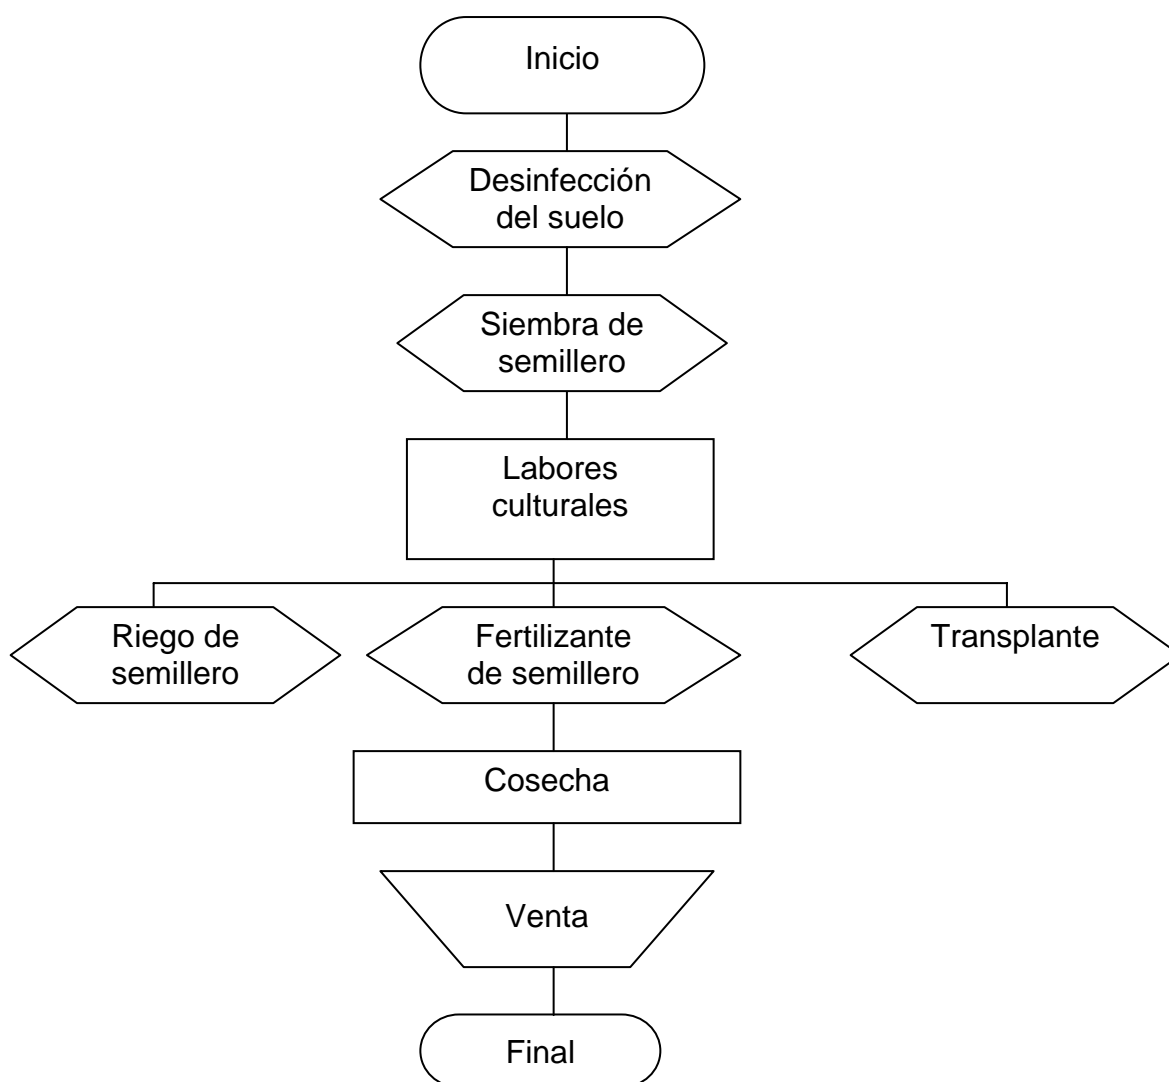 Inicio
Desinfección
del suelo
Siembra de
semillero
Labores
culturales
Riego de
semillero
Fertilizante
de semillero
Transplante
Cosecha
Venta
Final